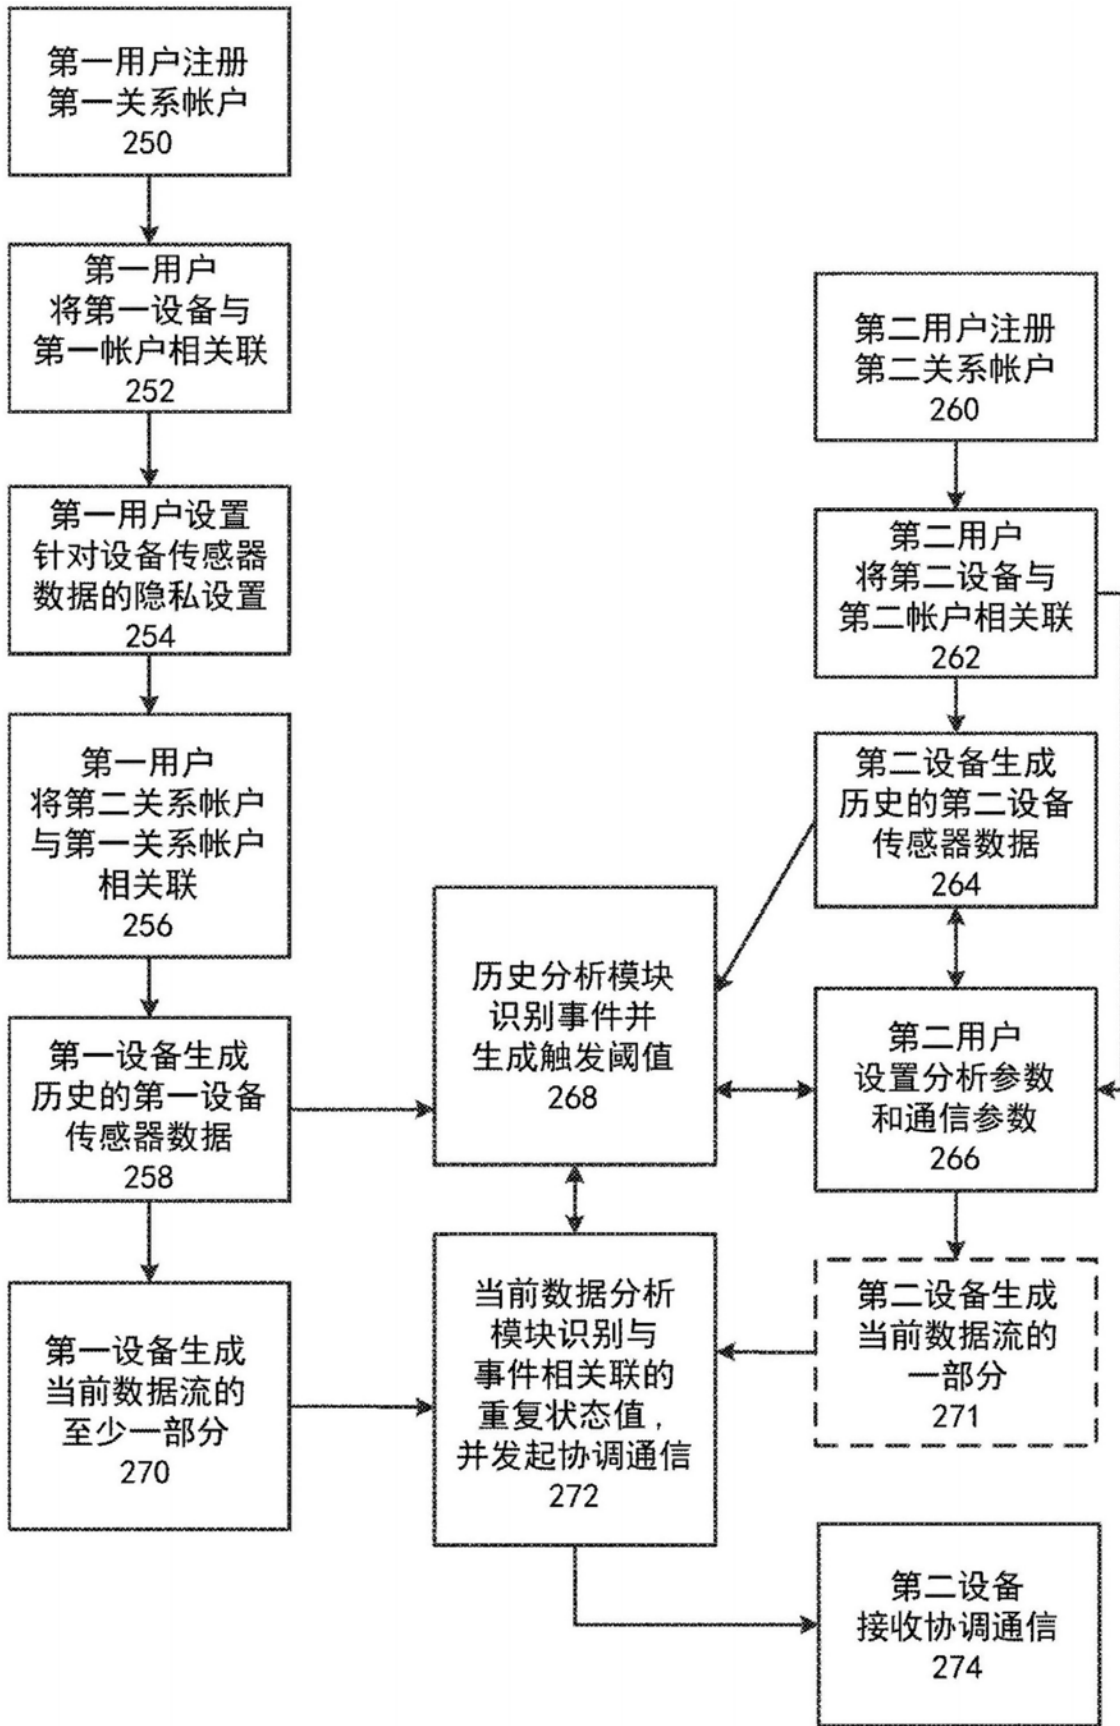 第一用户注册
第一关系帐户
250
第一用户
将第一设备与
第一帐户相关联
252
第一用户设置
针对设备传感器
数据的隐私设置
254
第一用户
将第二关系帐户
与第一关系帐户
相关联
256
第一设备生成
历史的第一设备
传感器数据
258
第一设备生成
当前数据流的
至少一部分
270
历史分析模块
识别事件并
生成触发阈值
268
当前数据分析
模块识别与
事件相关联的
重复状态值，
并发起协调通信
272
第二用户注册
第二关系帐户
260
第二用户
将第二设备与
第二帐户相关联
262
第二设备生成
历史的第二设备
传感器数据
264
第二用户
设置分析参数
和通信参数
266
第二设备生成
当前数据流的
一部分
271
第二设备
接收协调通信
274